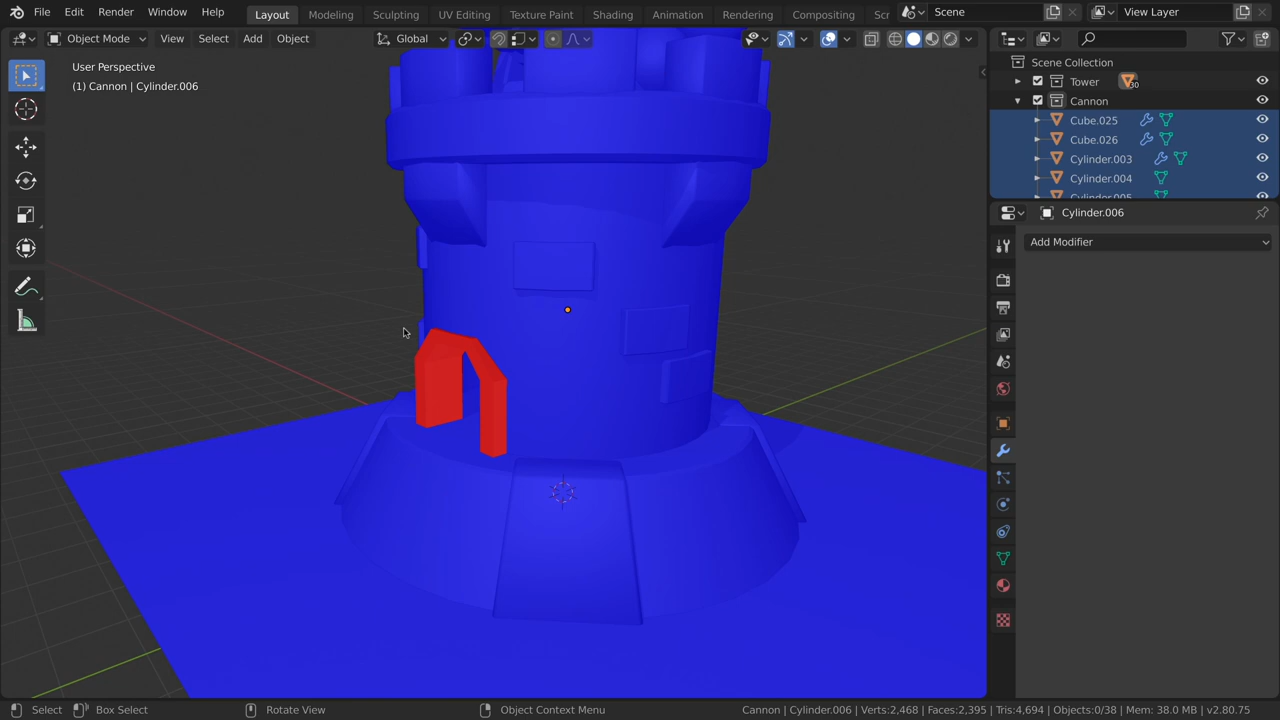 File Edit Render Window Help
Layout Modeling Sculpting UV Editing Texture Paint Shading Animation Rendering Compositing Scr
Scene View Layer
Object Mode View Select Add Object Global
User Perspective
(1) Cannon | Cylinder.006
Scene Collection
Tower 30
Cannon
Cube.025
Cube.026
Cylinder.003
Cylinder.004
Cylinder.005
Cylinder.006
Add Modifier
Select Box Select Rotate View Object Context Menu Cannon | Cylinder.006 | Verts:2,468 | Faces:2,395 | Tris:4,694 | Objects:0/38 | Mem: 38.0 MB | v2.80.75